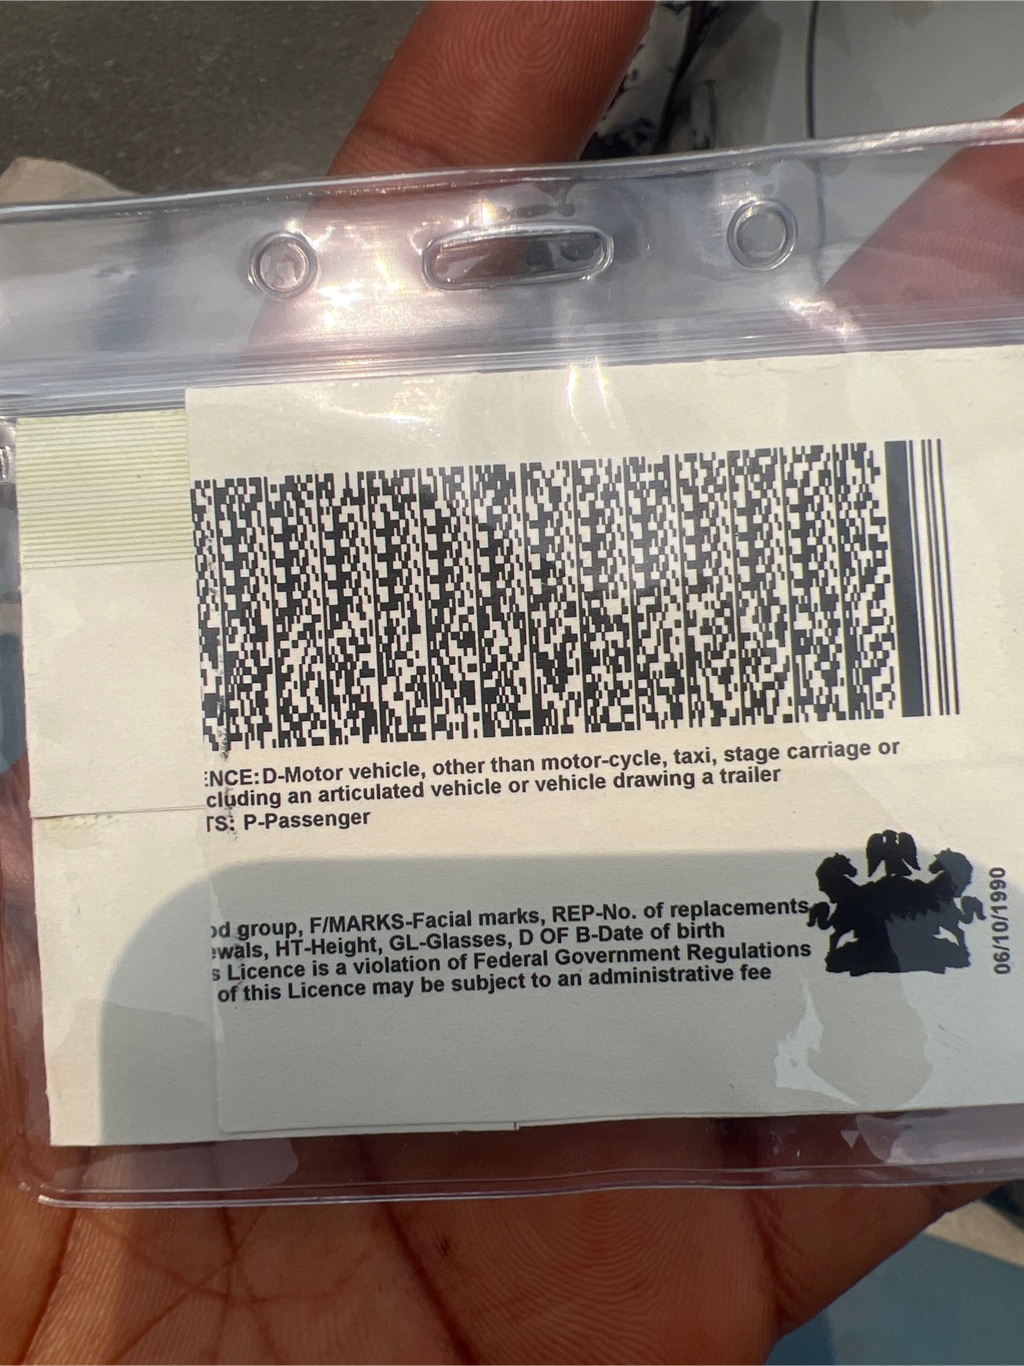 ENCE: D-Motor vehicle, other than motor-cycle, taxi, stage carriage or
cluding an articulated vehicle or vehicle drawing a trailer
TS: P-Passenger
od group, F/MARKS-Facial marks, REP-No. of replacements
ewals, HT-Height, GL-Glasses, D OF B-Date of birth
s Licence is a violation of Federal Government Regulations
of this Licence may be subject to an administrative fee
06/10/1990